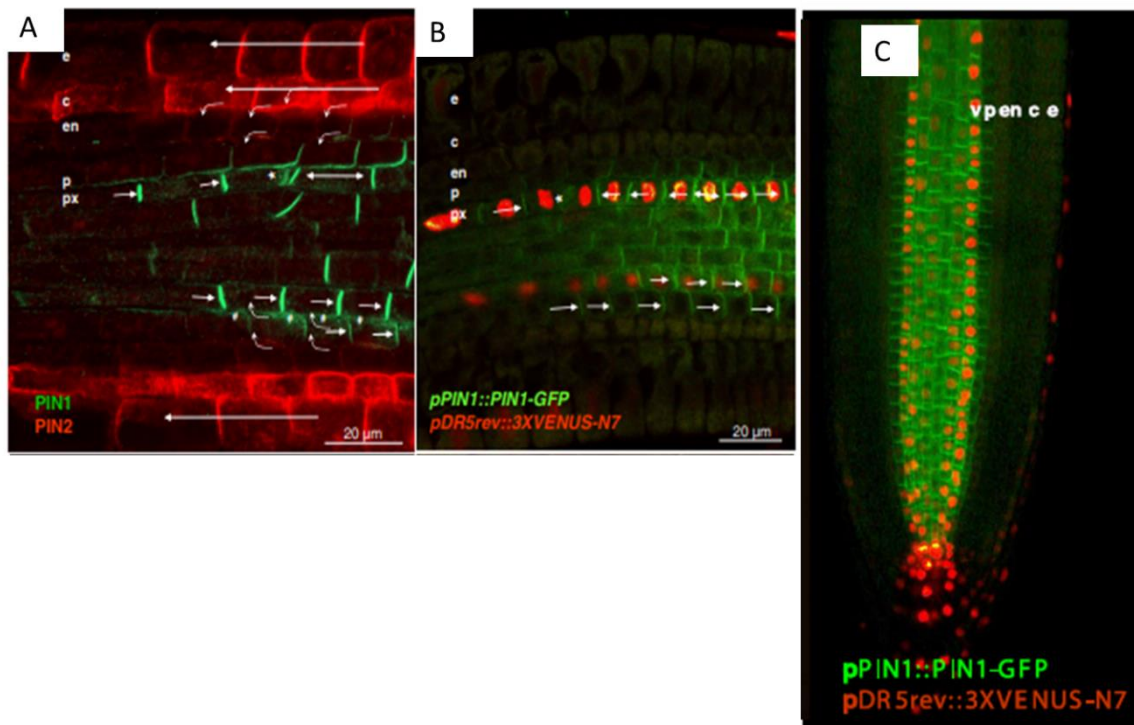 A
e
c
en
p
px
*
PIN1
PIN2
20 µm
B
e
c
en
p
*
px
pPIN1::PIN1-GFP
pDR5rev::3XVENUS-N7
20 µm
C
v p en c e
pPIN1::PIN1-GFP
pDR5rev::3XVENUS-N7